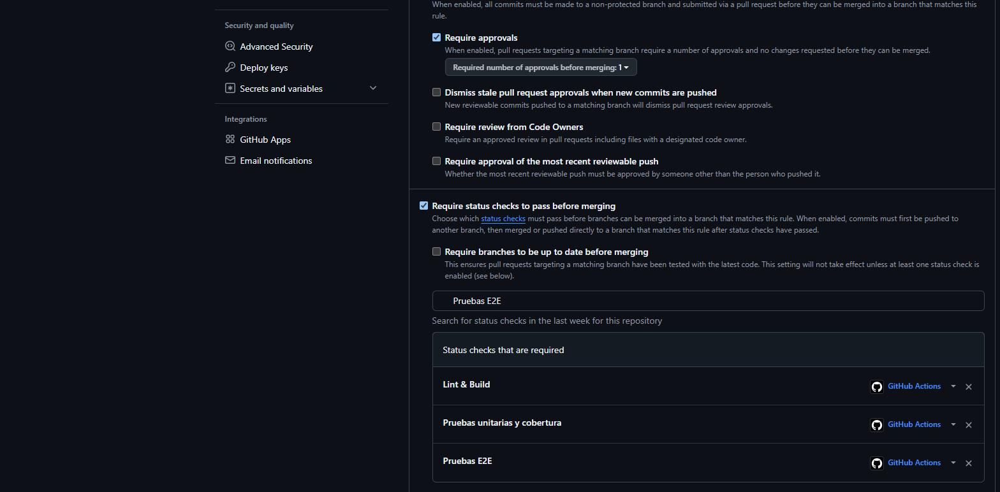 Security and quality
Advanced Security
Deploy keys
Secrets and variables
Integrations
GitHub Apps
Email notifications
When enabled, all commits must be made to a non-protected branch and submitted via a pull request before they can be merged into a branch that matches this
rule.
Require approvals
When enabled, pull requests targeting a matching branch require a number of approvals and no changes requested before they can be merged.
Required number of approvals before merging: 1
Dismiss stale pull request approvals when new commits are pushed
New reviewable commits pushed to a matching branch will dismiss pull request review approvals.
Require review from Code Owners
Require an approved review in pull requests including files with a designated code owner.
Require approval of the most recent reviewable push
Whether the most recent reviewable push must be approved by someone other than the person who pushed it.
Require status checks to pass before merging
Choose which status checks must pass before branches can be merged into a branch that matches this rule. When enabled, commits must first be pushed to
another branch, then merged or pushed directly to a branch that matches this rule after status checks have passed.
Require branches to be up to date before merging
This ensures pull requests targeting a matching branch have been tested with the latest code. This setting will not take effect unless at least one status check is
enabled (see below).
Pruebas E2E
Search for status checks in the last week for this repository
Status checks that are required
Lint & Build
GitHub Actions
Pruebas unitarias y cobertura
GitHub Actions
Pruebas E2E
GitHub Actions